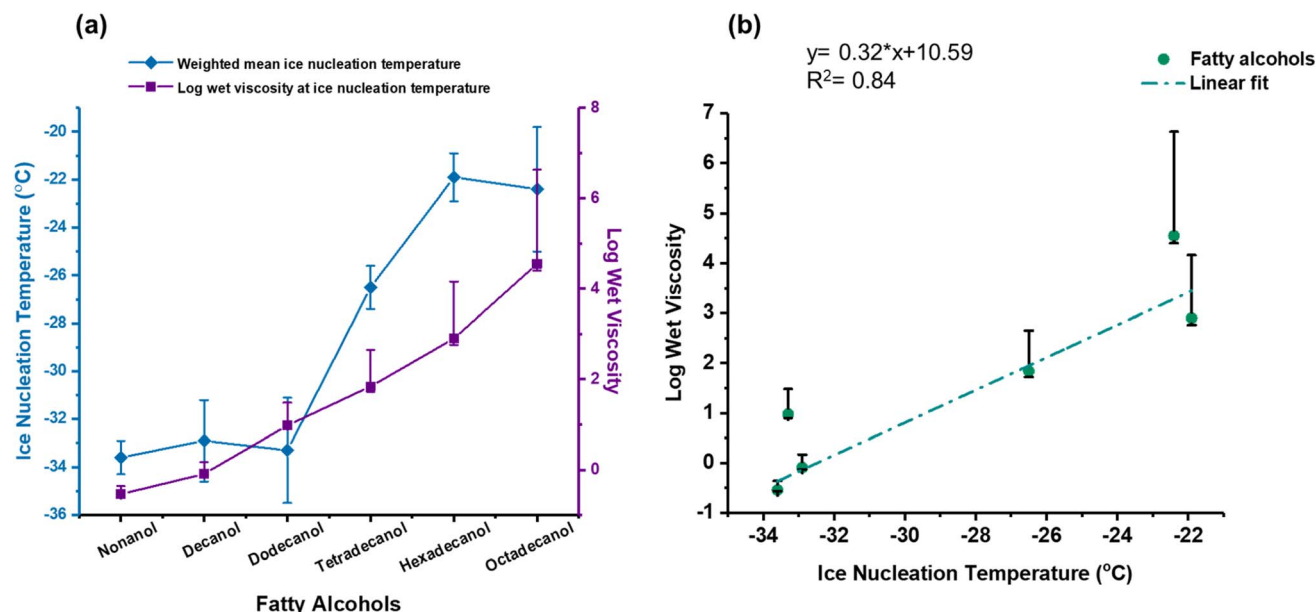 (a)
Weighted mean ice nucleation temperature
Log wet viscosity at ice nucleation temperature
Ice Nucleation Temperature (°C)
-20
-22
-24
-26
-28
-30
-32
-34
-36
8
6
4
2
0
Log Wet Viscosity
Nonanol
Decanol
Dodecanol
Tetradecanol
Hexadecanol
Octadecanol
Fatty Alcohols
(b)
y= 0.32*x+10.59
R²= 0.84
Fatty alcohols
Linear fit
Log Wet Viscosity
7
6
5
4
3
2
1
0
-1
-34
-32
-30
-28
-26
-24
-22
Ice Nucleation Temperature (°C)